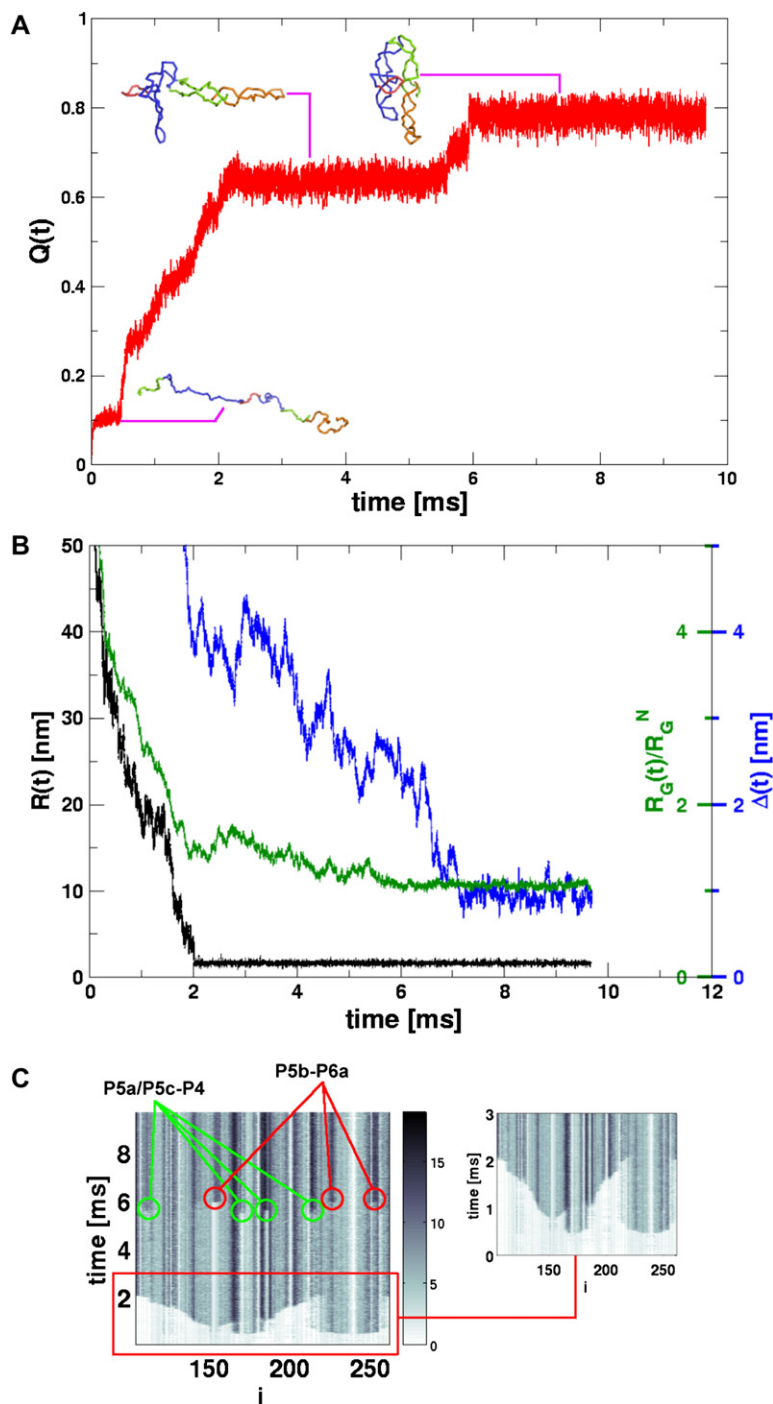 A
1
0.8
0.6
0.4
0.2
0
Q(t)
0 2 4 6 8 10
time [ms]
B
50
40
30
20
10
0
R(t) [nm]
4
2
0
R_G(t)/R_G^N
4
2
0
Δ(t) [nm]
0 2 4 6 8 10 12
time [ms]
C
P5a/P5c-P4
P5b-P6a
8
6
4
2
time [ms]
150 200 250
i
15
10
5
0
3
2
1
0
time [ms]
150 200 250
i